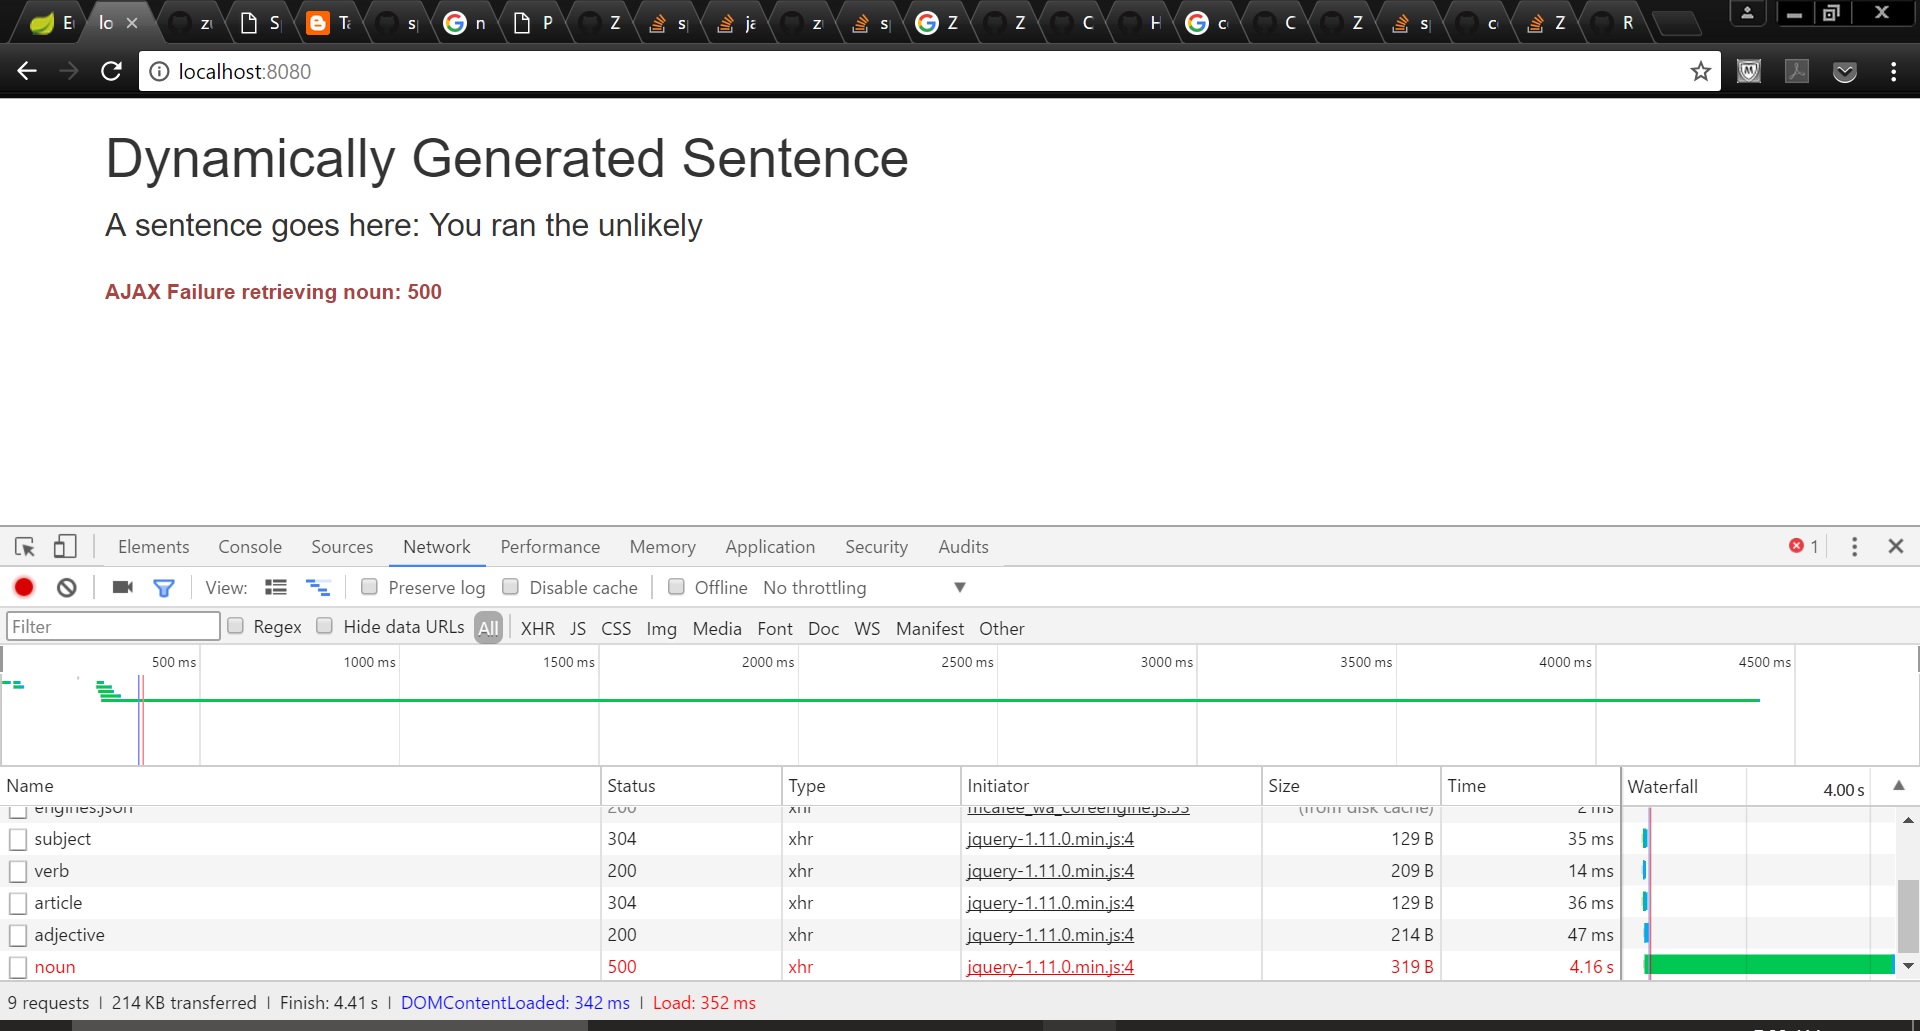 E lo zu S Ta s n P Z s ja z s Z Z C H c C Z s c Z R
localhost:8080
Dynamically Generated Sentence
A sentence goes here: You ran the unlikely
AJAX Failure retrieving noun: 500
Elements Console Sources Network Performance Memory Application Security Audits 1
View: Preserve log Disable cache Offline No throttling
Filter Regex Hide data URLs All XHR JS CSS Img Media Font Doc WS Manifest Other
500 ms 1000 ms 1500 ms 2000 ms 2500 ms 3000 ms 3500 ms 4000 ms 4500 ms
Name Status Type Initiator Size Time Waterfall 4.00 s
engines.json 200 xhr mcafee_wa_coreengine.js:53 (from disk cache) 2 ms
subject 304 xhr jquery-1.11.0.min.js:4 129 B 35 ms
verb 200 xhr jquery-1.11.0.min.js:4 209 B 14 ms
article 304 xhr jquery-1.11.0.min.js:4 129 B 36 ms
adjective 200 xhr jquery-1.11.0.min.js:4 214 B 47 ms
noun 500 xhr jquery-1.11.0.min.js:4 319 B 4.16 s
9 requests | 214 KB transferred | Finish: 4.41 s | DOMContentLoaded: 342 ms | Load: 352 ms